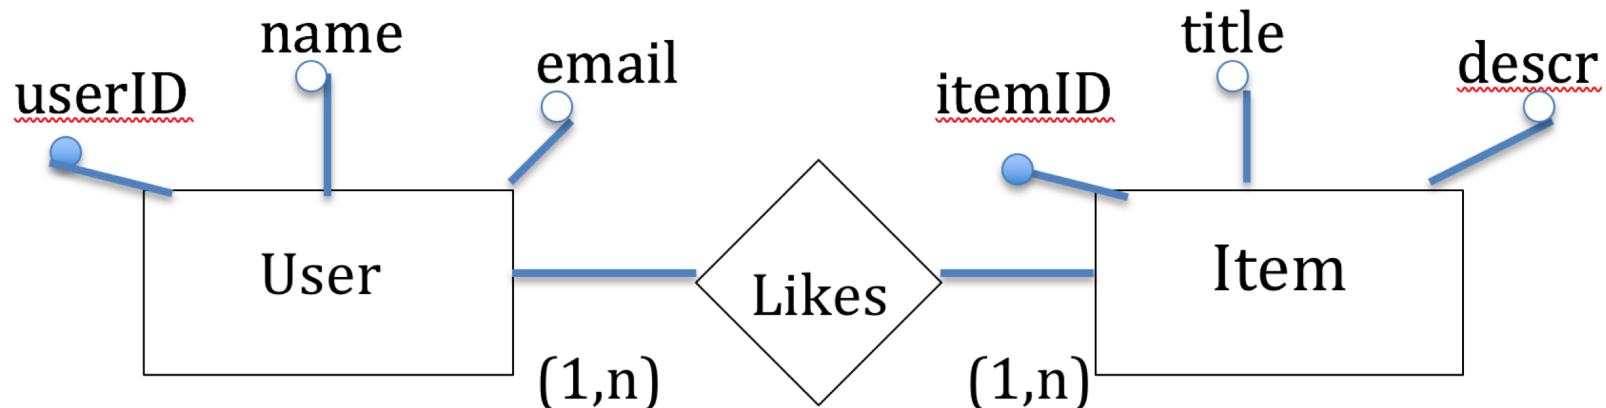 userID
name
email
itemID
title
descr
User
Likes
Item
(1,n)
(1,n)